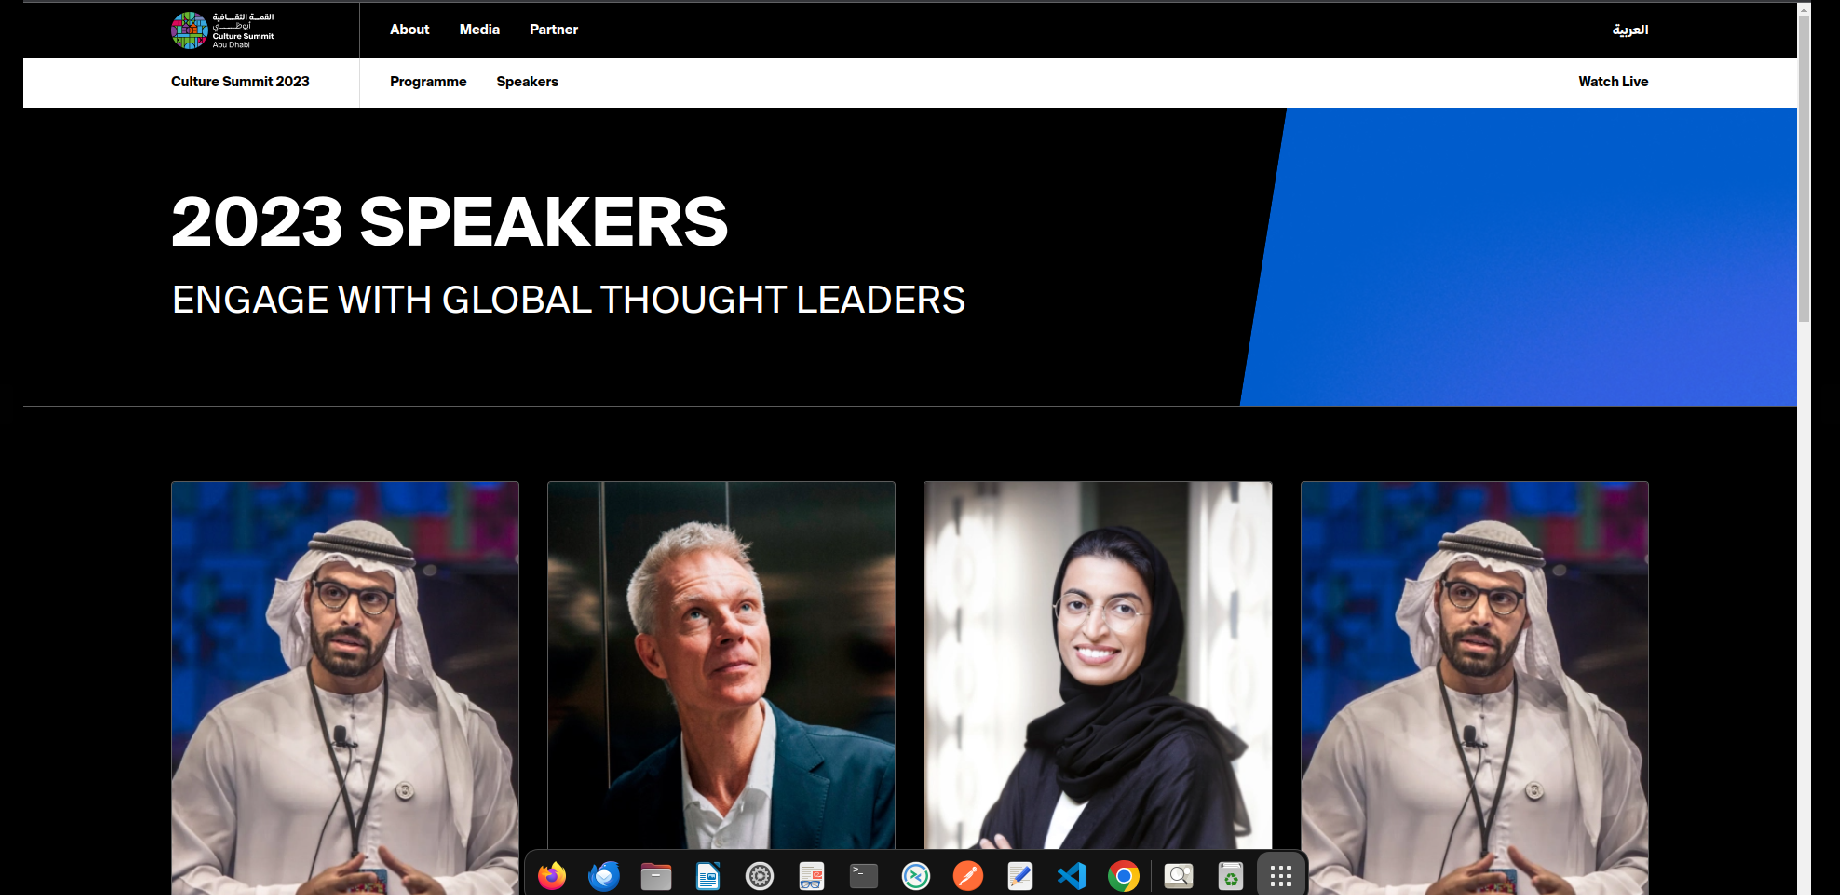 القمة الثقافية
أبوظبي
Culture Summit
Abu Dhabi
About Media Partner العربية
Culture Summit 2023 Programme Speakers Watch Live
2023 SPEAKERS
ENGAGE WITH GLOBAL THOUGHT LEADERS